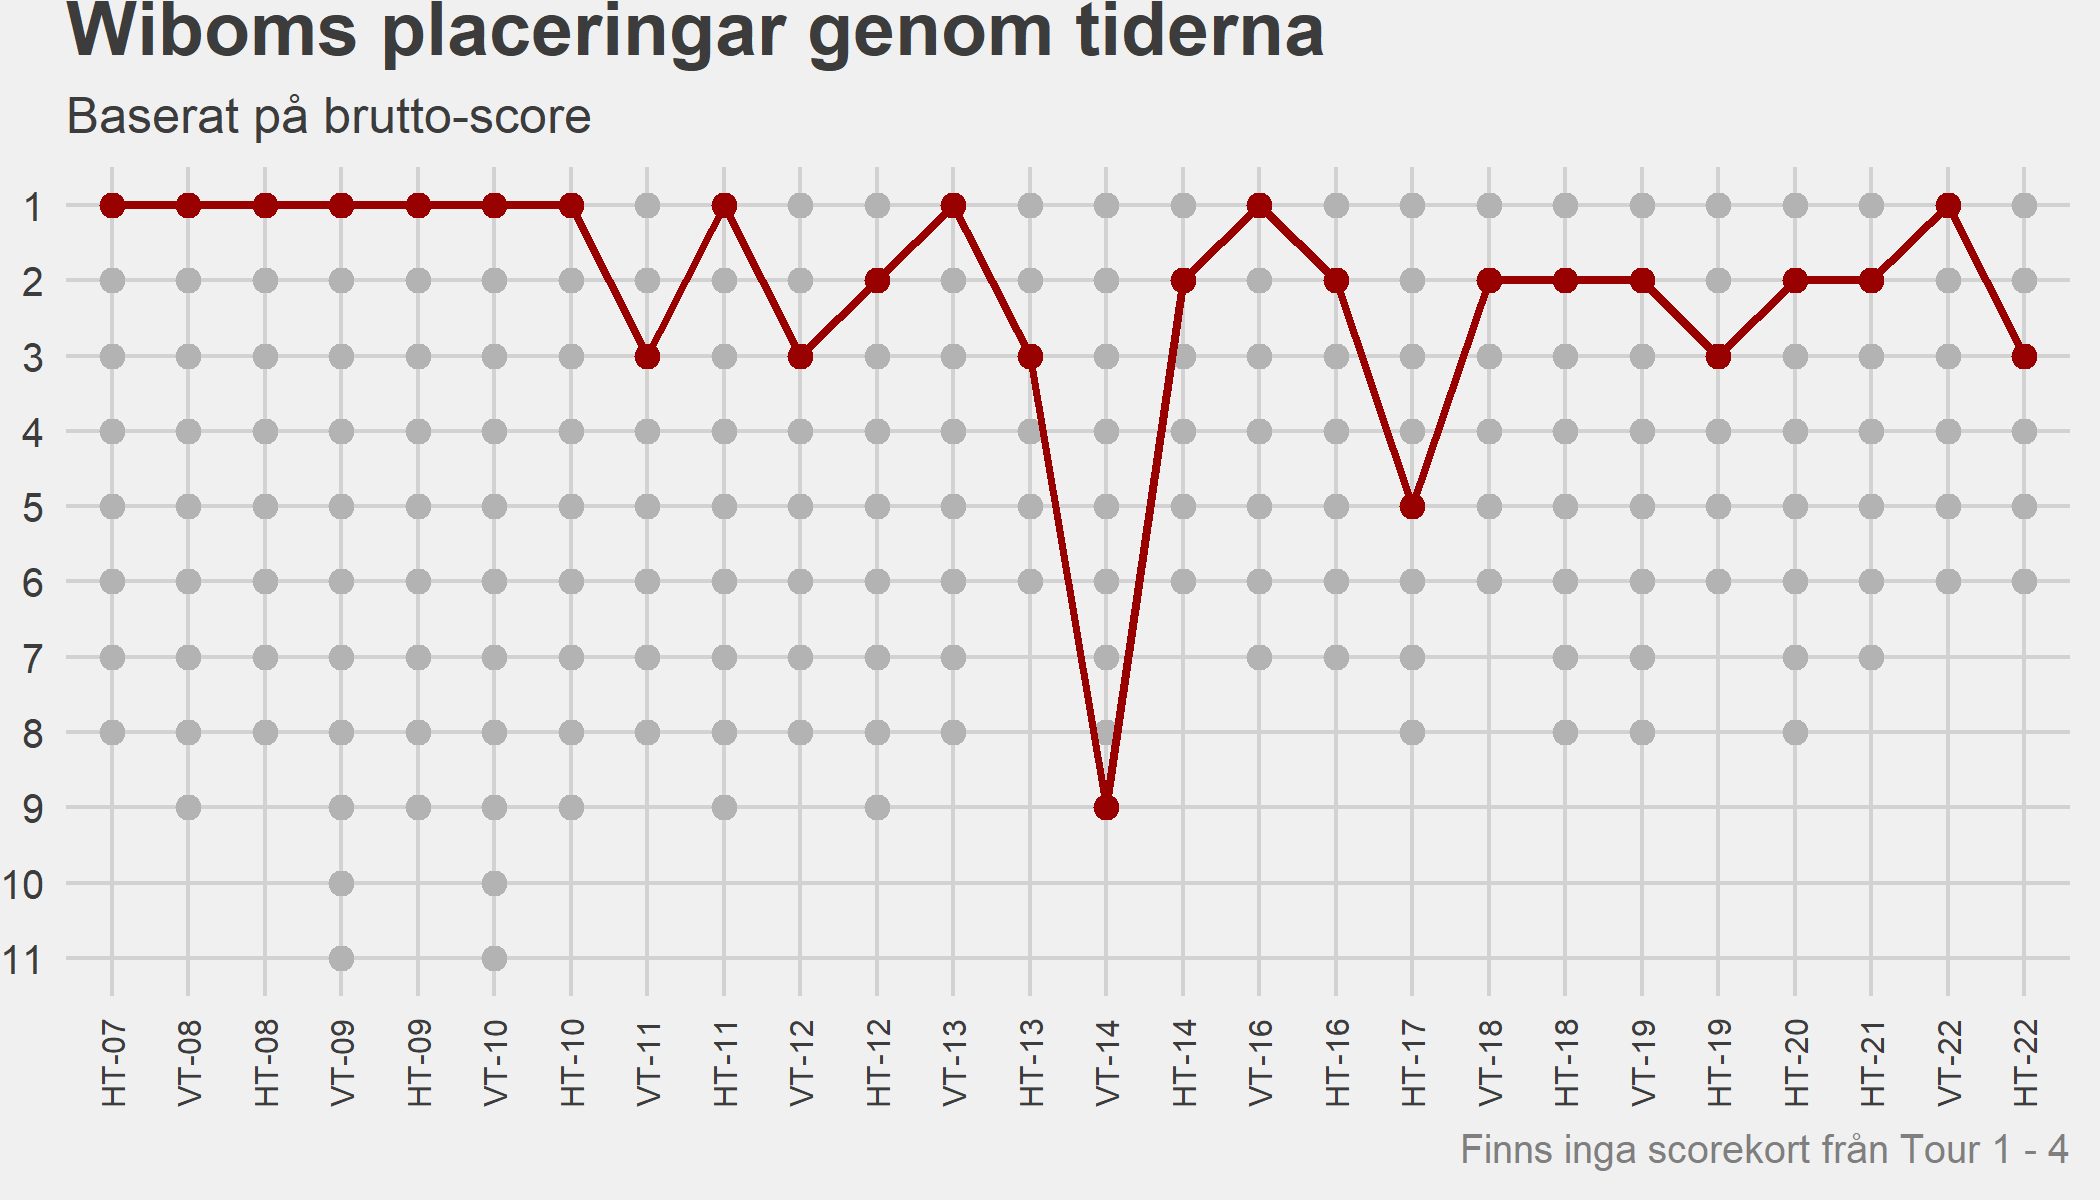 Wiboms placeringar genom tiderna
Baserat på brutto-score
1
2
3
4
5
6
7
8
9
10
11
HT-07
VT-08
HT-08
VT-09
HT-09
VT-10
HT-10
VT-11
HT-11
VT-12
HT-12
VT-13
HT-13
VT-14
HT-14
VT-16
HT-16
HT-17
VT-18
HT-18
VT-19
HT-19
HT-20
HT-21
VT-22
HT-22
Finns inga scorekort från Tour 1 - 4